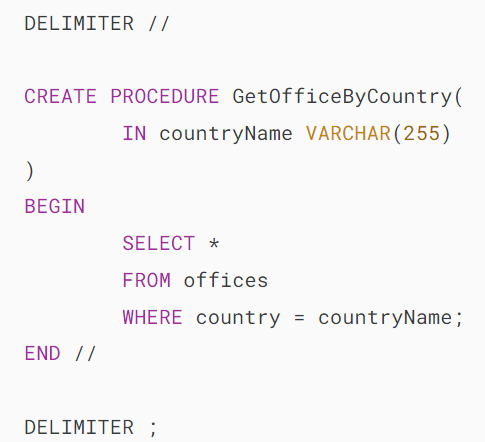 DELIMITER //
CREATE PROCEDURE GetOfficeByCountry(
IN countryName VARCHAR(255)
)
BEGIN
SELECT *
FROM offices
WHERE country = countryName;
END //
DELIMITER ;